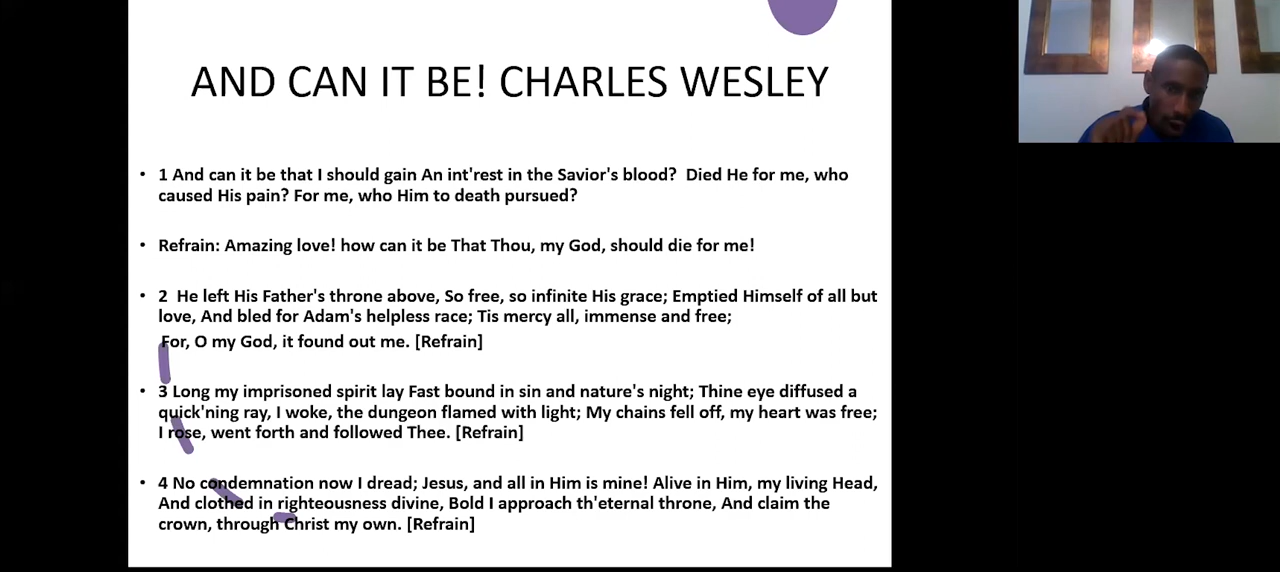 AND CAN IT BE! CHARLES WESLEY
• 1 And can it be that I should gain An int'rest in the Savior's blood?  Died He for me, who
caused His pain? For me, who Him to death pursued?
• Refrain: Amazing love! how can it be That Thou, my God, should die for me!
• 2  He left His Father's throne above, So free, so infinite His grace; Emptied Himself of all but
love, And bled for Adam's helpless race; Tis mercy all, immense and free;
For, O my God, it found out me. [Refrain]
• 3 Long my imprisoned spirit lay Fast bound in sin and nature's night; Thine eye diffused a
quick'ning ray, I woke, the dungeon flamed with light; My chains fell off, my heart was free;
I rose, went forth and followed Thee. [Refrain]
• 4 No condemnation now I dread; Jesus, and all in Him is mine! Alive in Him, my living Head,
And clothed in righteousness divine, Bold I approach th'eternal throne, And claim the
crown, through Christ my own. [Refrain]